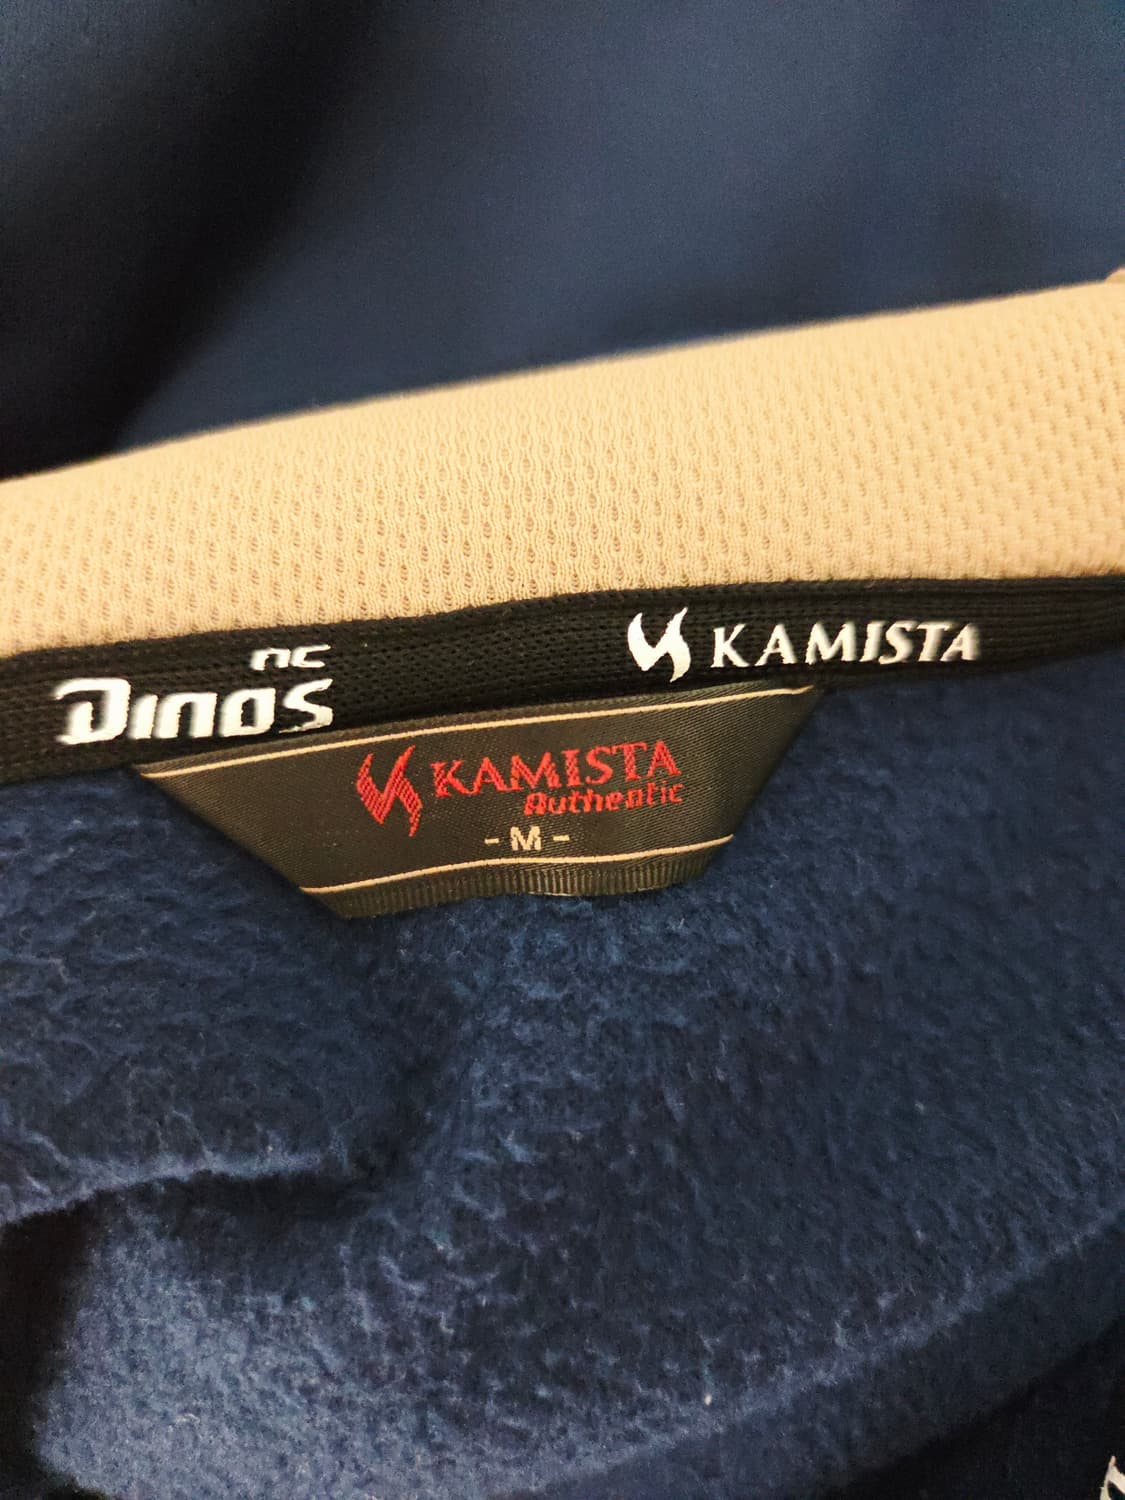 NC
DINOS
KAMISTA
KAMISTA
Authentic
- M -